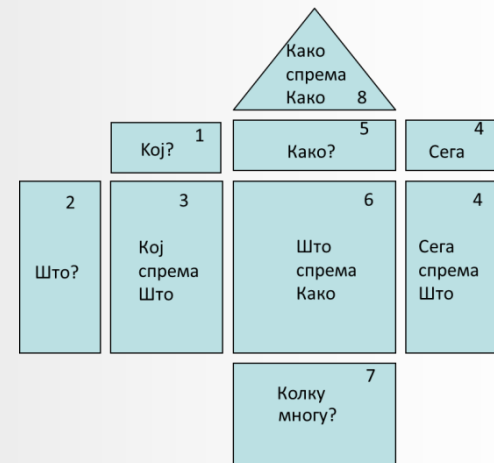 Како
спрема
Како 8
1
Кој?
5
Како?
4
Сега
2
Што?
3
Кој
спрема
Што
6
Што
спрема
Како
4
Сега
спрема
Што
7
Колку
многу?